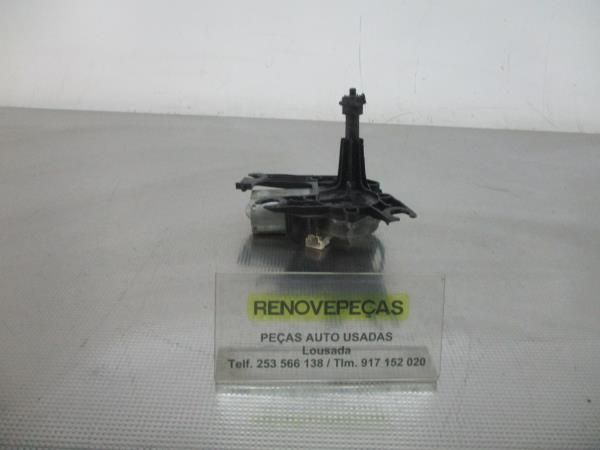 RENOVEPEÇAS
PEÇAS AUTO USADAS
Lousada
Telf. 253 566 138 / Tlm. 917 152 020